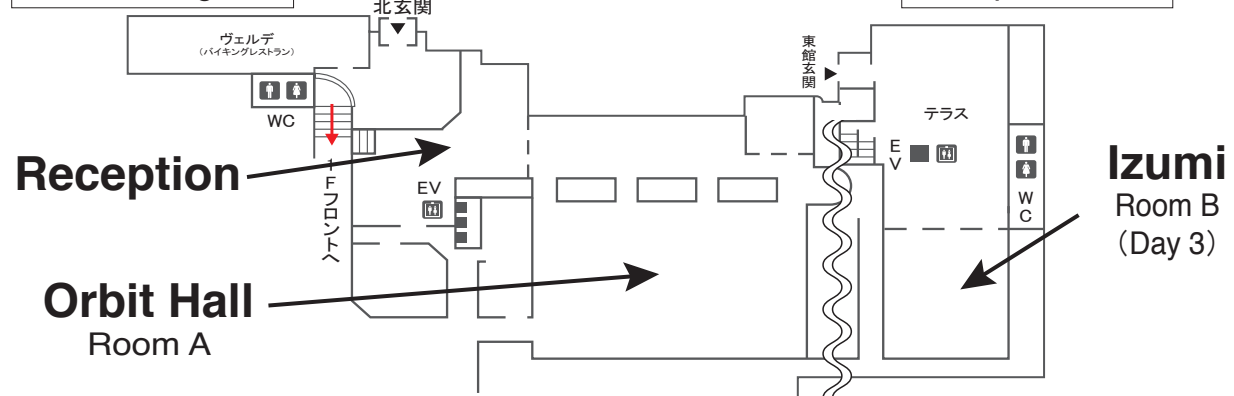 北玄関
ヴェルデ
(バイキングレストラン)
WC
1Fフロントへ
EV
東館玄関
テラス
EV
WC
Reception
Orbit Hall
Room A
Izumi
Room B
(Day 3)